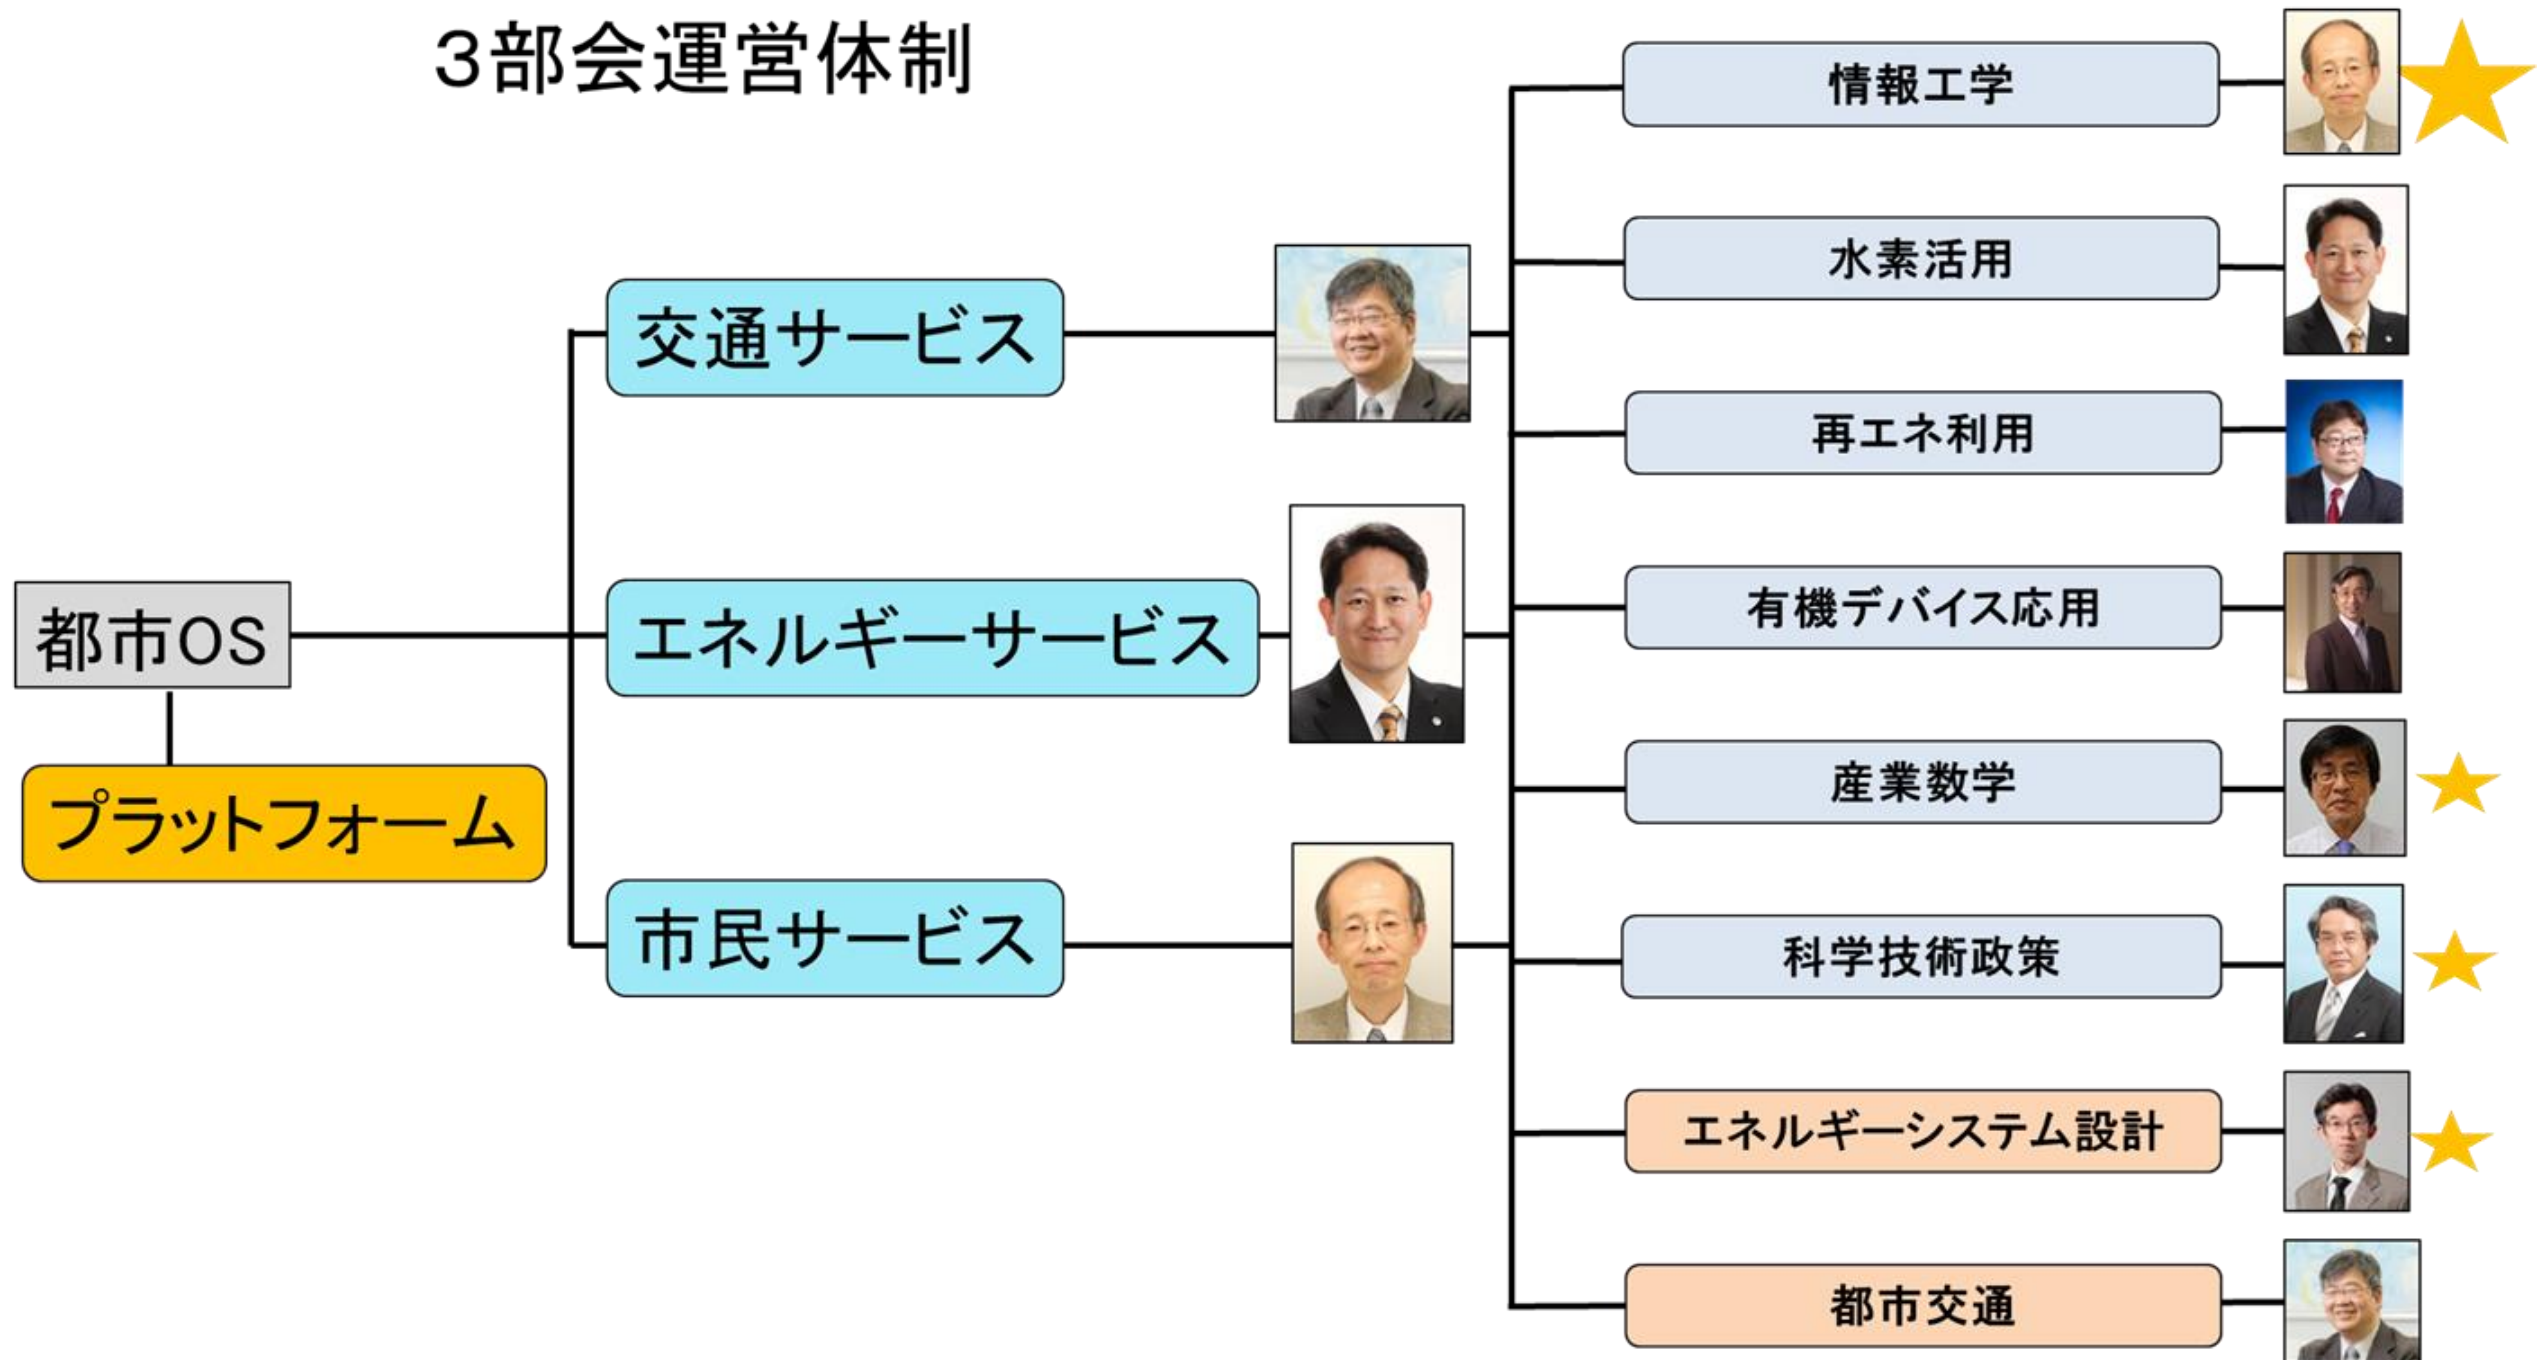 ３部会運営体制
都市OS
プラットフォーム
交通サービス
エネルギーサービス
市民サービス
情報工学
水素活用
再エネ利用
有機デバイス応用
産業数学
科学技術政策
エネルギーシステム設計
都市交通